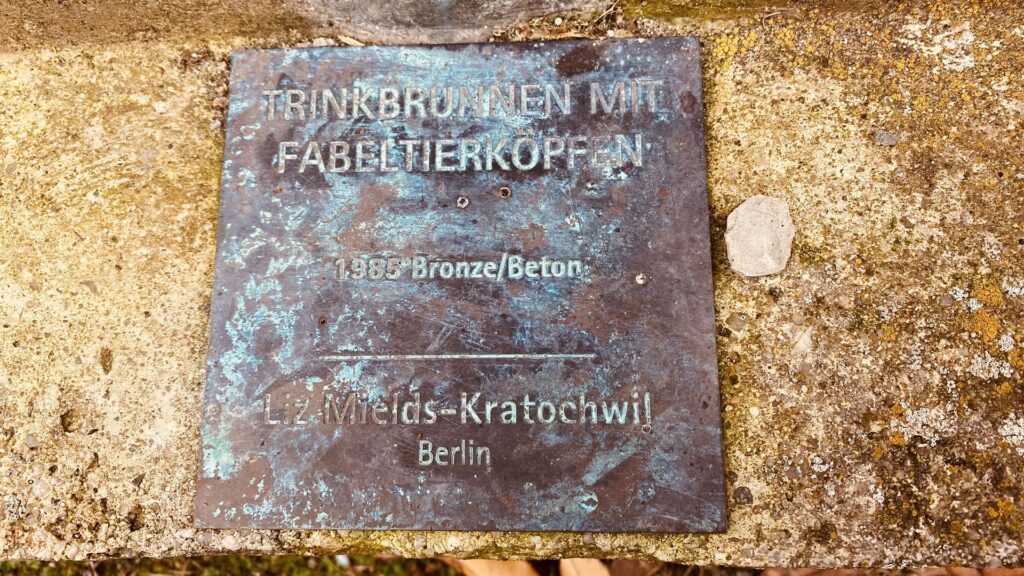 TRINKBRUNNEN MIT
FABELTIERKÖPFEN
1985 Bronze/Beton
Liz Mields-Kratochwil
Berlin